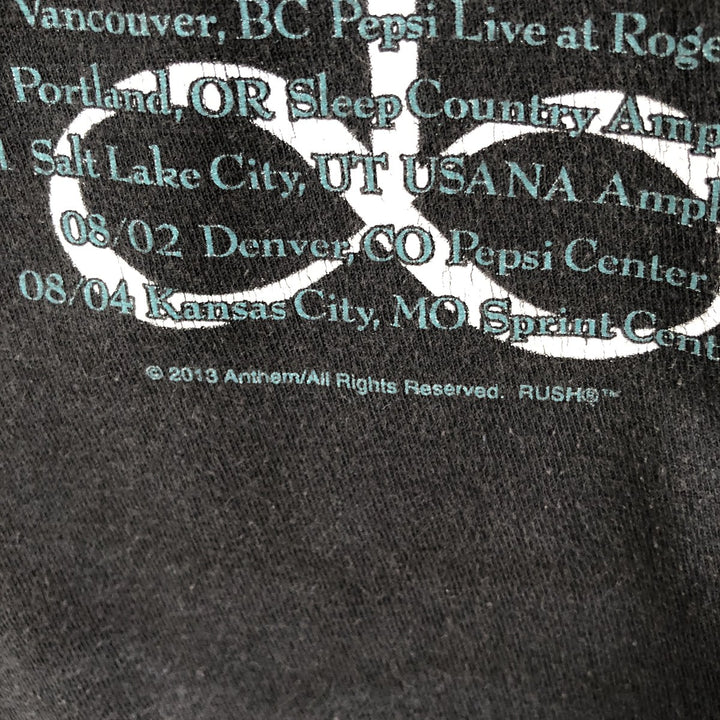 Vancouver, BC Pepsi Live at Roge
Portland, OR Sleep Country Amp
Salt Lake City, UT USANA Amph
08/02 Denver, CO Pepsi Center
08/04 Kansas City, MO Sprint Cent
© 2013 Anthem/All Rights Reserved. RUSH®™